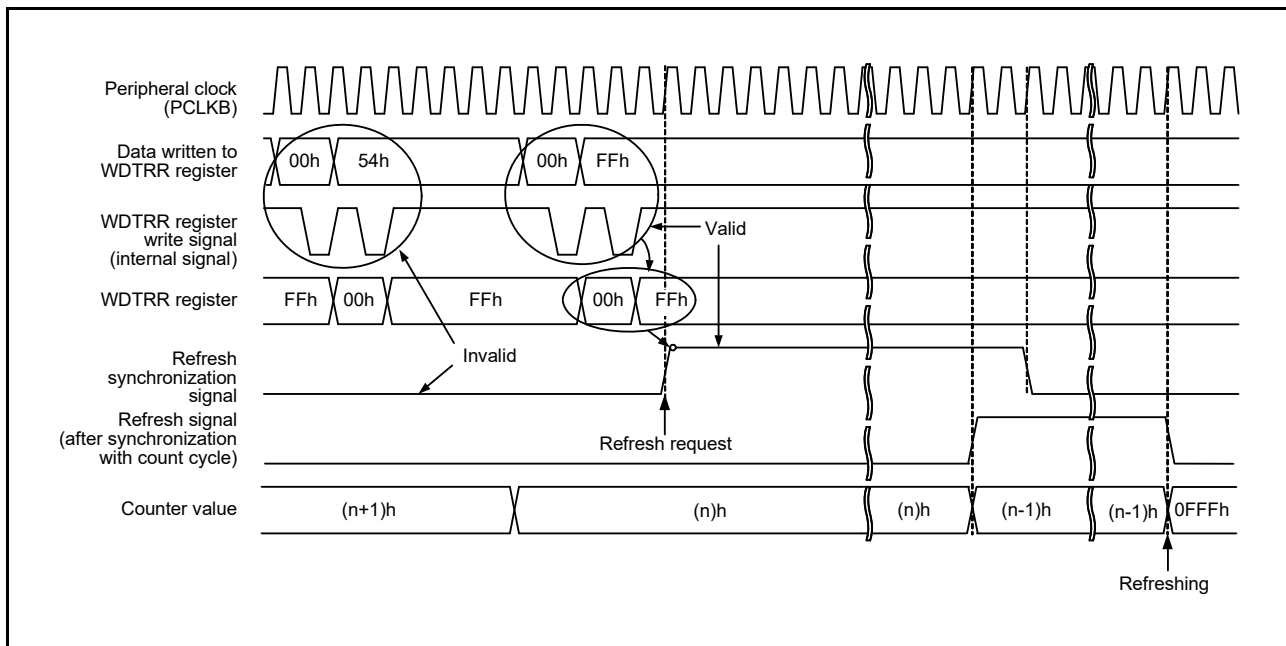 Peripheral clock
(PCLKB)
Data written to
WDTRR register
00h
54h
00h
FFh
WDTRR register
write signal
(internal signal)
Valid
WDTRR register
FFh
00h
FFh
00h
FFh
Invalid
Refresh
synchronization
signal
Refresh request
Refresh signal
(after synchronization
with count cycle)
Counter value
(n+1)h
(n)h
(n)h
(n-1)h
(n-1)h
0FFFh
Refreshing